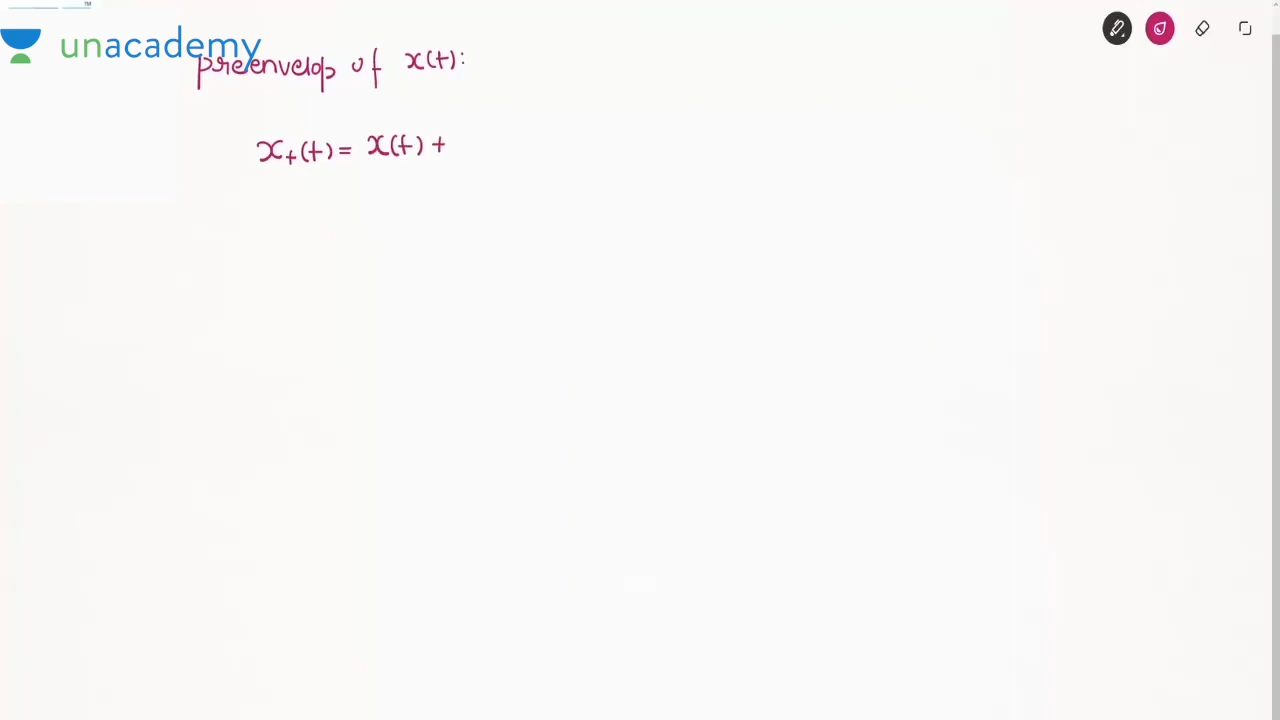 unacademy
preenvelop of x(t):
x₊(t) = x(t) +